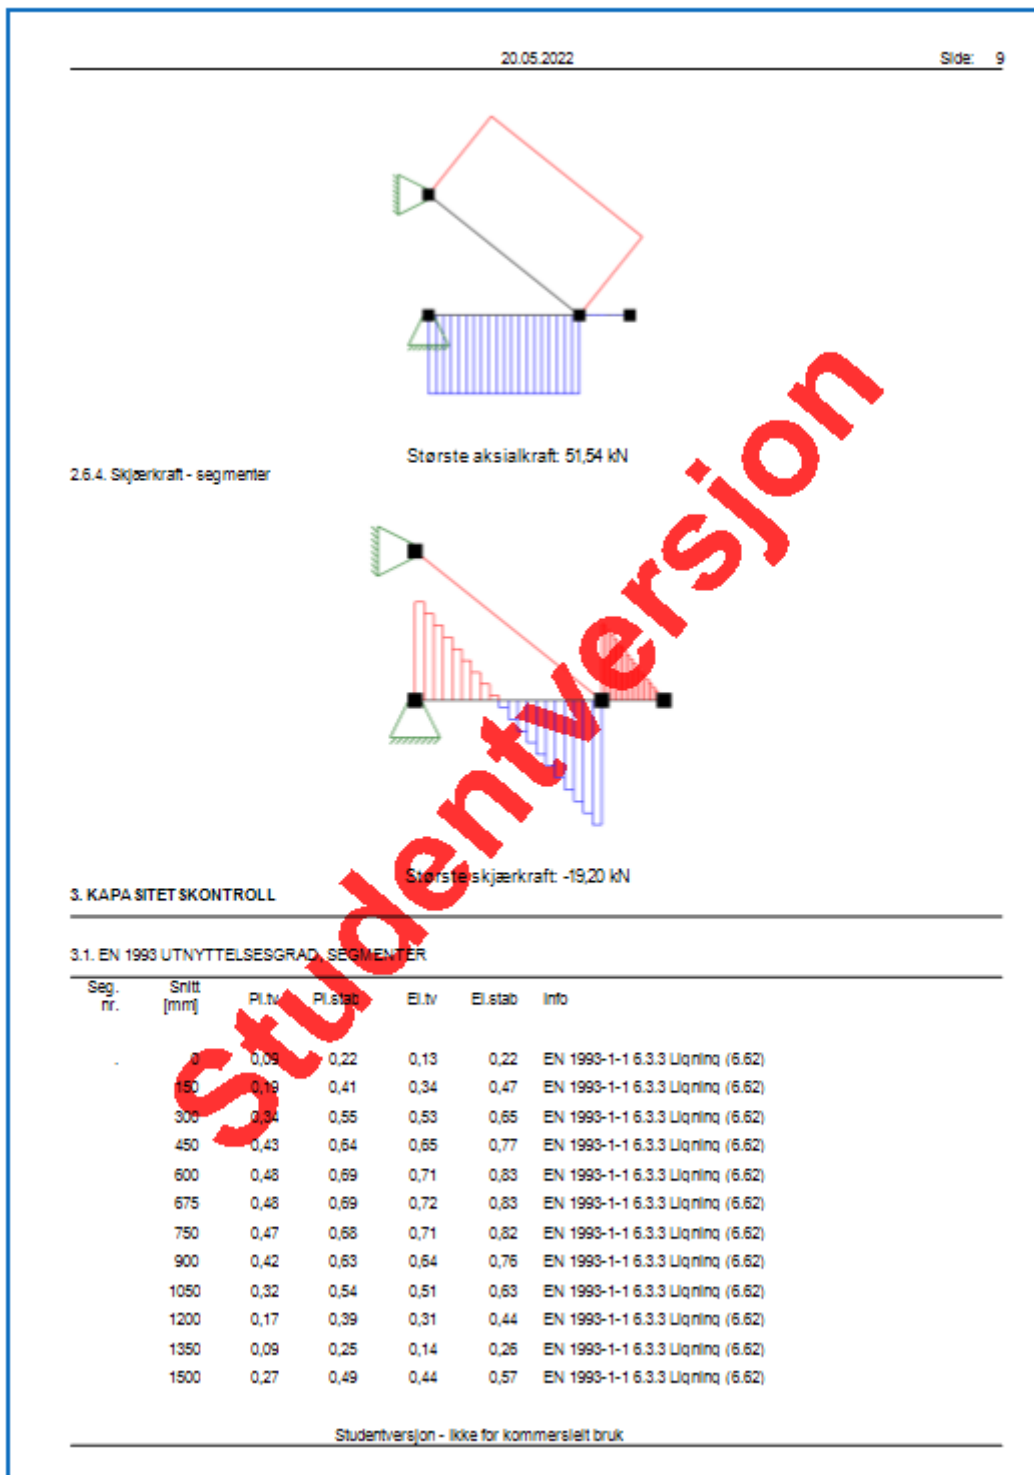 20.05.2022 Side: 9
Største aksialkraft: 51,54 kN
2.6.4. Skjærkraft - segmenter
Største skjærkraft: -19,20 kN
3. KAPASITETSKONTROLL
3.1. EN 1993 UTNYTTELSESGRAD, SEGMENTER
Seg. nr. Snitt [mm] Pl.tv Pl.stab El.tv El.stab Info
. 0 0,09 0,22 0,13 0,22 EN 1993-1-1 6.3.3 Ligning (6.62)
150 0,19 0,41 0,34 0,47 EN 1993-1-1 6.3.3 Ligning (6.62)
300 0,34 0,55 0,53 0,65 EN 1993-1-1 6.3.3 Ligning (6.62)
450 0,43 0,64 0,65 0,77 EN 1993-1-1 6.3.3 Ligning (6.62)
600 0,48 0,69 0,71 0,83 EN 1993-1-1 6.3.3 Ligning (6.62)
675 0,48 0,69 0,72 0,83 EN 1993-1-1 6.3.3 Ligning (6.62)
750 0,47 0,68 0,71 0,82 EN 1993-1-1 6.3.3 Ligning (6.62)
900 0,42 0,63 0,64 0,76 EN 1993-1-1 6.3.3 Ligning (6.62)
1050 0,32 0,54 0,51 0,63 EN 1993-1-1 6.3.3 Ligning (6.62)
1200 0,17 0,39 0,31 0,44 EN 1993-1-1 6.3.3 Ligning (6.62)
1350 0,09 0,25 0,14 0,26 EN 1993-1-1 6.3.3 Ligning (6.62)
1500 0,27 0,49 0,44 0,57 EN 1993-1-1 6.3.3 Ligning (6.62)
Studentversjon - ikke for kommersielt bruk
Studentversjon